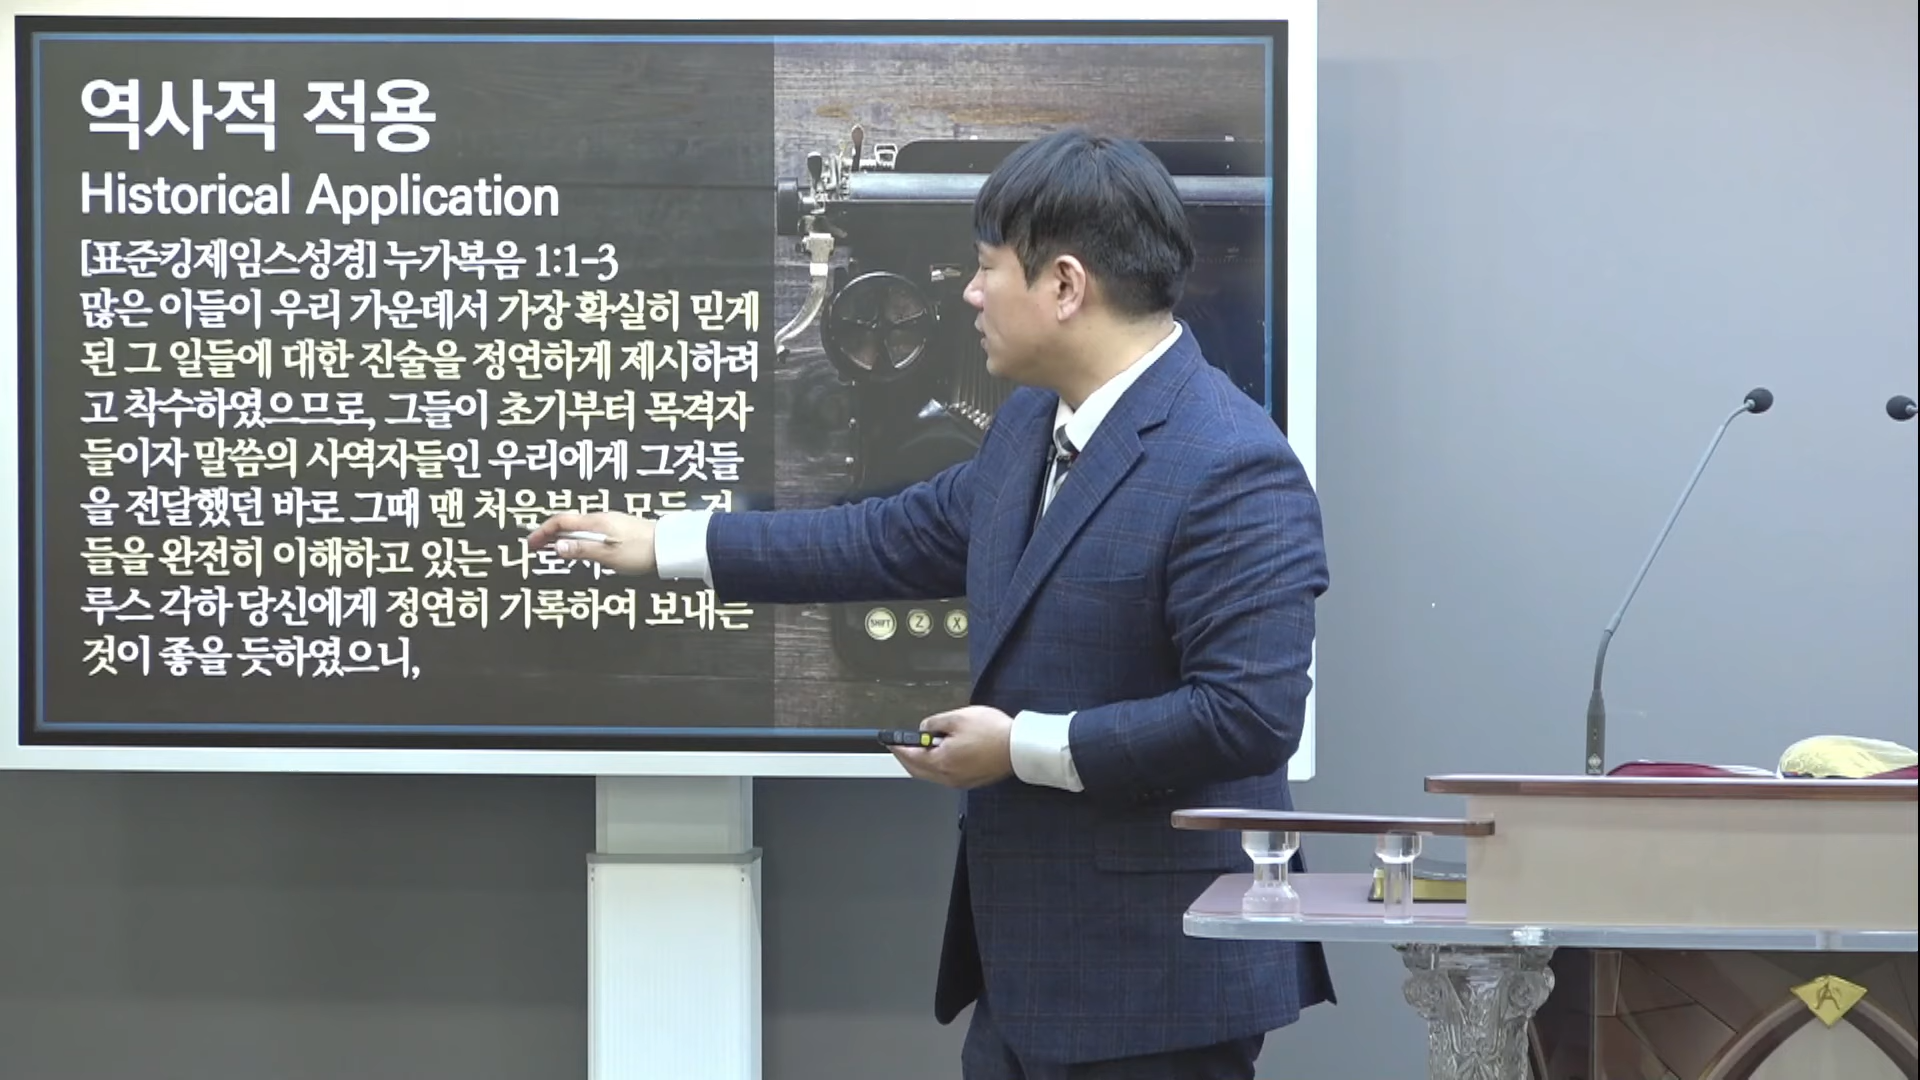 역사적 적용
Historical Application
[표준킹제임스성경] 누가복음 1:1-3
많은 이들이 우리 가운데서 가장 확실히 믿게
된 그 일들에 대한 진술을 정연하게 제시하려
고 착수하였으므로, 그들이 초기부터 목격자
들이자 말씀의 사역자들인 우리에게 그것들
을 전달했던 바로 그때 맨 처음부터 모든 것
들을 완전히 이해하고 있는
루스 각하 당신에게 정연히 기록하여 보내는
것이 좋을 듯하였으니,
SHIFT Z X